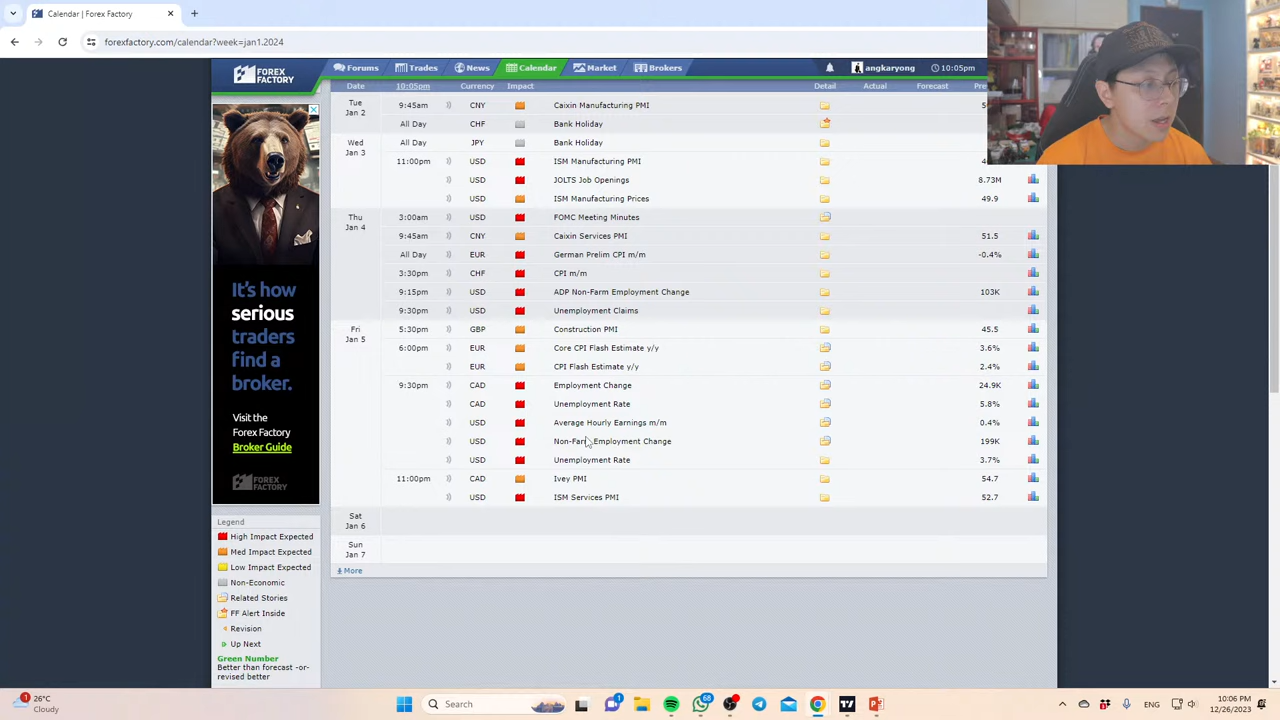 Calendar | Forex Factory
forexfactory.com/calendar?week=jan1.2024
FOREX FACTORY
Forums Trades News Calendar Market Brokers angkaryong 10:05pm
Date 10:05pm Currency Impact Detail Actual Forecast
Tue Jan 2 9:45am CNY Caixin Manufacturing PMI
All Day CHF Bank Holiday
Wed Jan 3 All Day JPY Bank Holiday
11:00pm USD ISM Manufacturing PMI
USD JOLTS Job Openings 8.73M
USD ISM Manufacturing Prices 49.9
Thu Jan 4 3:00am USD FOMC Meeting Minutes
9:45am CNY Caixin Services PMI 51.5
All Day EUR German Prelim CPI m/m -0.4%
3:30pm CHF CPI m/m
9:15pm USD ADP Non-Farm Employment Change 103K
9:30pm USD Unemployment Claims
Fri Jan 5 5:30pm GBP Construction PMI 45.5
6:00pm EUR Core CPI Flash Estimate y/y 3.6%
EUR CPI Flash Estimate y/y 2.4%
9:30pm CAD Employment Change 24.9K
CAD Unemployment Rate 5.8%
USD Average Hourly Earnings m/m 0.4%
USD Non-Farm Employment Change 199K
USD Unemployment Rate 3.7%
11:00pm CAD Ivey PMI 54.7
USD ISM Services PMI 52.7
Sat Jan 6
Sun Jan 7
More
It's how
serious
traders
find a
broker.
Visit the
Forex Factory
Broker Guide
FOREX FACTORY
Legend
High Impact Expected
Med Impact Expected
Low Impact Expected
Non-Economic
Related Stories
FF Alert Inside
Revision
Up Next
Green Number
Better than forecast -or-
revised better
26°C
Cloudy
Search
1
68
ENG
10:06 PM
12/26/2023